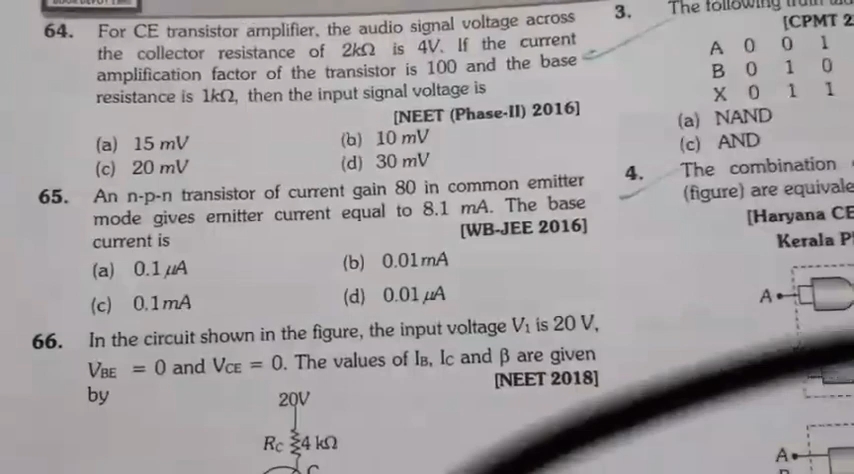 64. For CE transistor amplifier, the audio signal voltage across
the collector resistance of 2kΩ is 4V. If the current
amplification factor of the transistor is 100 and the base
resistance is 1kΩ, then the input signal voltage is
[NEET (Phase-II) 2016]
(a) 15 mV (b) 10 mV
(c) 20 mV (d) 30 mV
65. An n-p-n transistor of current gain 80 in common emitter
mode gives emitter current equal to 8.1 mA. The base
current is [WB-JEE 2016]
(a) 0.1 μA (b) 0.01 mA
(c) 0.1 mA (d) 0.01 μA
66. In the circuit shown in the figure, the input voltage V1 is 20 V,
VBE = 0 and VCE = 0. The values of IB, IC and β are given
by [NEET 2018]
20V
RC 4 kΩ
C
3. The following
[CPMT 2
A 0 0 1
B 0 1 0
X 0 1 1
(a) NAND
(c) AND
4. The combination
(figure) are equivale
[Haryana CE
Kerala P
A
A